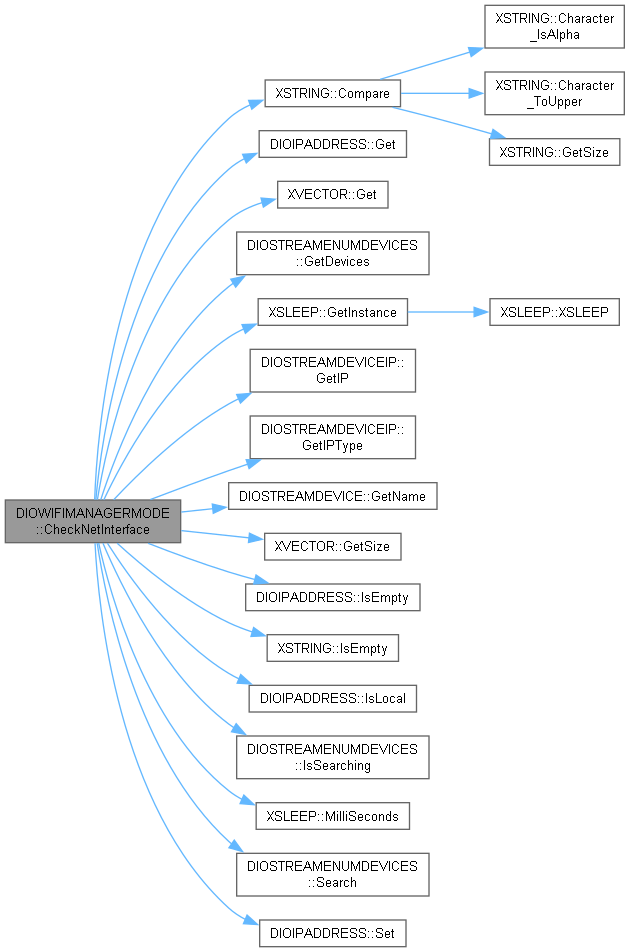 XSTRING::Character
_IsAlpha
XSTRING::Compare
XSTRING::Character
_ToUpper
DIOIPADDRESS::Get
XSTRING::GetSize
XVECTOR::Get
DIOSTREAMENUMDEVICES
::GetDevices
XSLEEP::GetInstance
XSLEEP::XSLEEP
DIOSTREAMDEVICEIP::
GetIP
DIOSTREAMDEVICEIP::
GetIPType
DIOSTREAMDEVICE::GetName
DIOWIFIMANAGERMODE
::CheckNetInterface
XVECTOR::GetSize
DIOIPADDRESS::IsEmpty
XSTRING::IsEmpty
DIOIPADDRESS::IsLocal
DIOSTREAMENUMDEVICES
::IsSearching
XSLEEP::MilliSeconds
DIOSTREAMENUMDEVICES
::Search
DIOIPADDRESS::Set